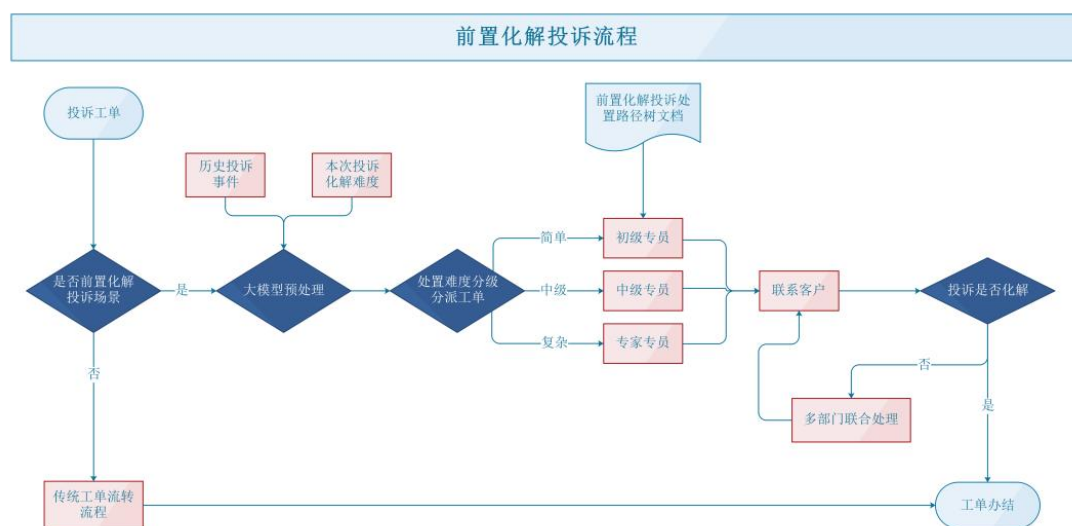 前置化解投诉流程
投诉工单
前置化解投诉处
置路径树文档
历史投诉
事件
本次投诉
化解难度
简单
初级专员
是否前置化解
投诉场景
是
大模型预处理
处置难度分级
分派工单
中级
中级专员
联系客户
投诉是否化解
复杂
专家专员
否
否
是
多部门联合处理
传统工单流转
流程
工单办结